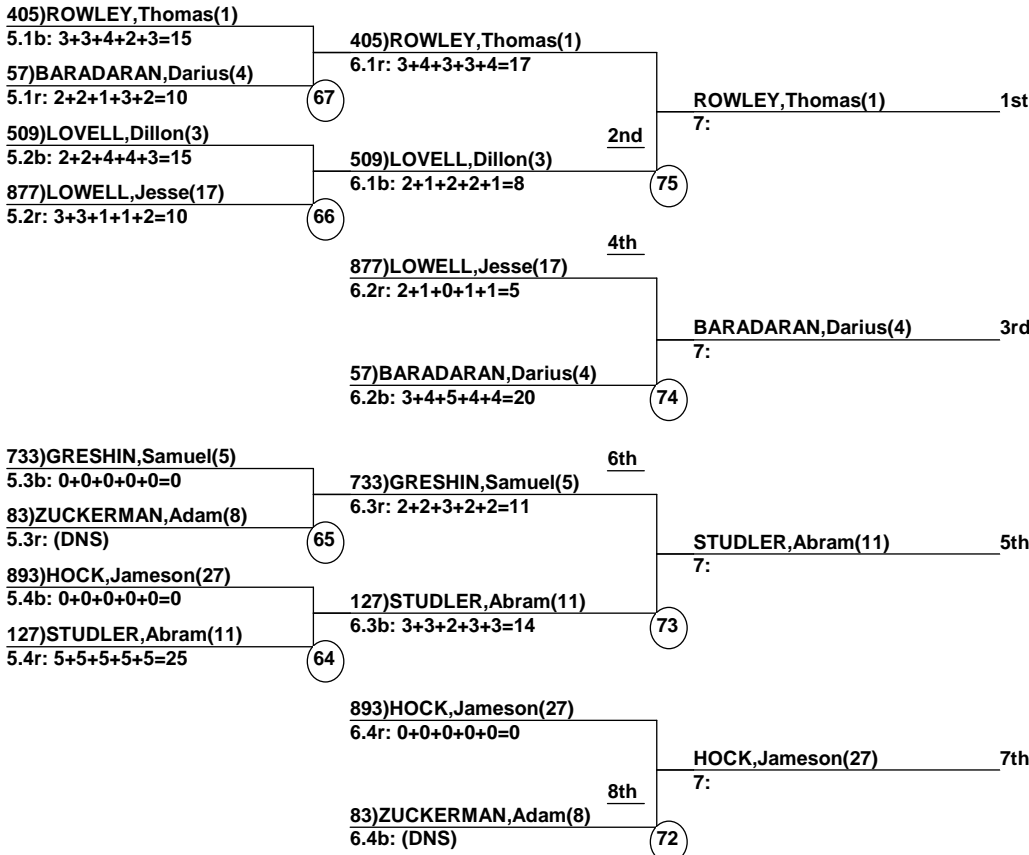 405)ROWLEY,Thomas(1)
5.1b: 3+3+4+2+3=15
57)BARADARAN,Darius(4)
5.1r: 2+2+1+3+2=10
67
509)LOVELL,Dillon(3)
5.2b: 2+2+4+4+3=15
877)LOWELL,Jesse(17)
5.2r: 3+3+1+1+2=10
66
405)ROWLEY,Thomas(1)
6.1r: 3+4+3+3+4=17
2nd
509)LOVELL,Dillon(3)
6.1b: 2+1+2+2+1=8
75
ROWLEY,Thomas(1) 1st
7:
4th
877)LOWELL,Jesse(17)
6.2r: 2+1+0+1+1=5
57)BARADARAN,Darius(4)
6.2b: 3+4+5+4+4=20
74
BARADARAN,Darius(4) 3rd
7:
733)GRESHIN,Samuel(5)
5.3b: 0+0+0+0+0=0
83)ZUCKERMAN,Adam(8)
5.3r: (DNS)
65
893)HOCK,Jameson(27)
5.4b: 0+0+0+0+0=0
127)STUDLER,Abram(11)
5.4r: 5+5+5+5+5=25
64
6th
733)GRESHIN,Samuel(5)
6.3r: 2+2+3+2+2=11
127)STUDLER,Abram(11)
6.3b: 3+3+2+3+3=14
73
STUDLER,Abram(11) 5th
7:
893)HOCK,Jameson(27)
6.4r: 0+0+0+0+0=0
8th
83)ZUCKERMAN,Adam(8)
6.4b: (DNS)
72
HOCK,Jameson(27) 7th
7: